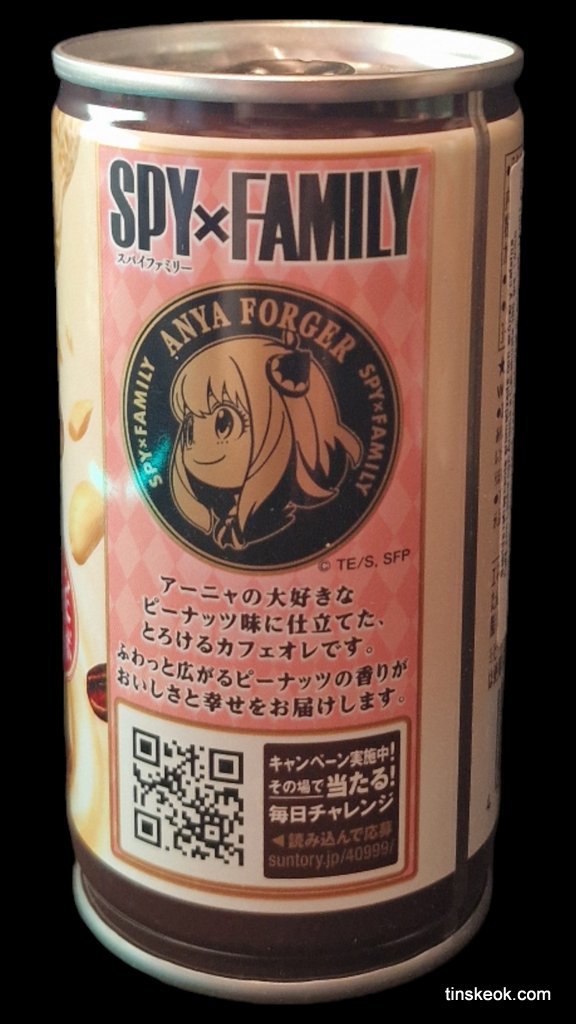 SPY×FAMILY
スパイファミリー
ANYA FORGER
SPY×FAMILY
SPY×FAMILY
© TE/S, SFP
アーニャの大好きな
ピーナッツ味に仕立てた、
とろけるカフェオレです。
ふわっと広がるピーナッツの香りが
おいしさと幸せをお届けします。
キャンペーン実施中!
その場で当たる!
毎日チャレンジ
◀読み込んで応募
suntory.jp/40999/
tinskeok.com